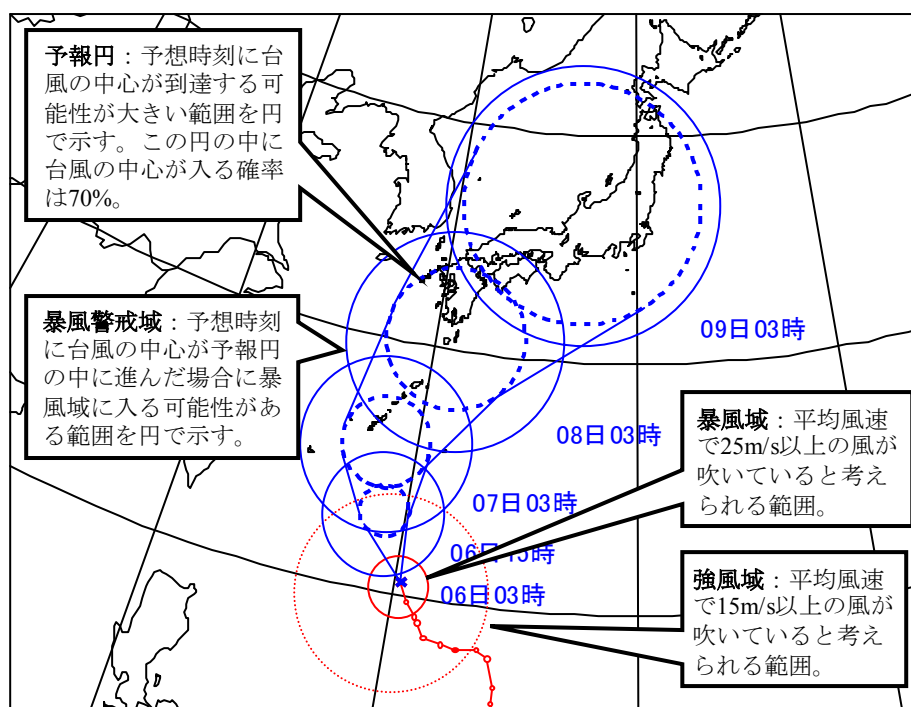 予報円：予想時刻に台
風の中心が到達する可
能性が大きい範囲を円
で示す。この円の中に
台風の中心が入る確率
は70%。
暴風警戒域：予想時刻
に台風の中心が予報円
の中に進んだ場合に暴
風域に入る可能性があ
る範囲を円で示す。
09日03時
08日03時
07日03時
06日15時
06日03時
暴風域：平均風速
で25m/s以上の風が
吹いていると考え
られる範囲。
強風域：平均風速
で15m/s以上の風が
吹いていると考え
られる範囲。